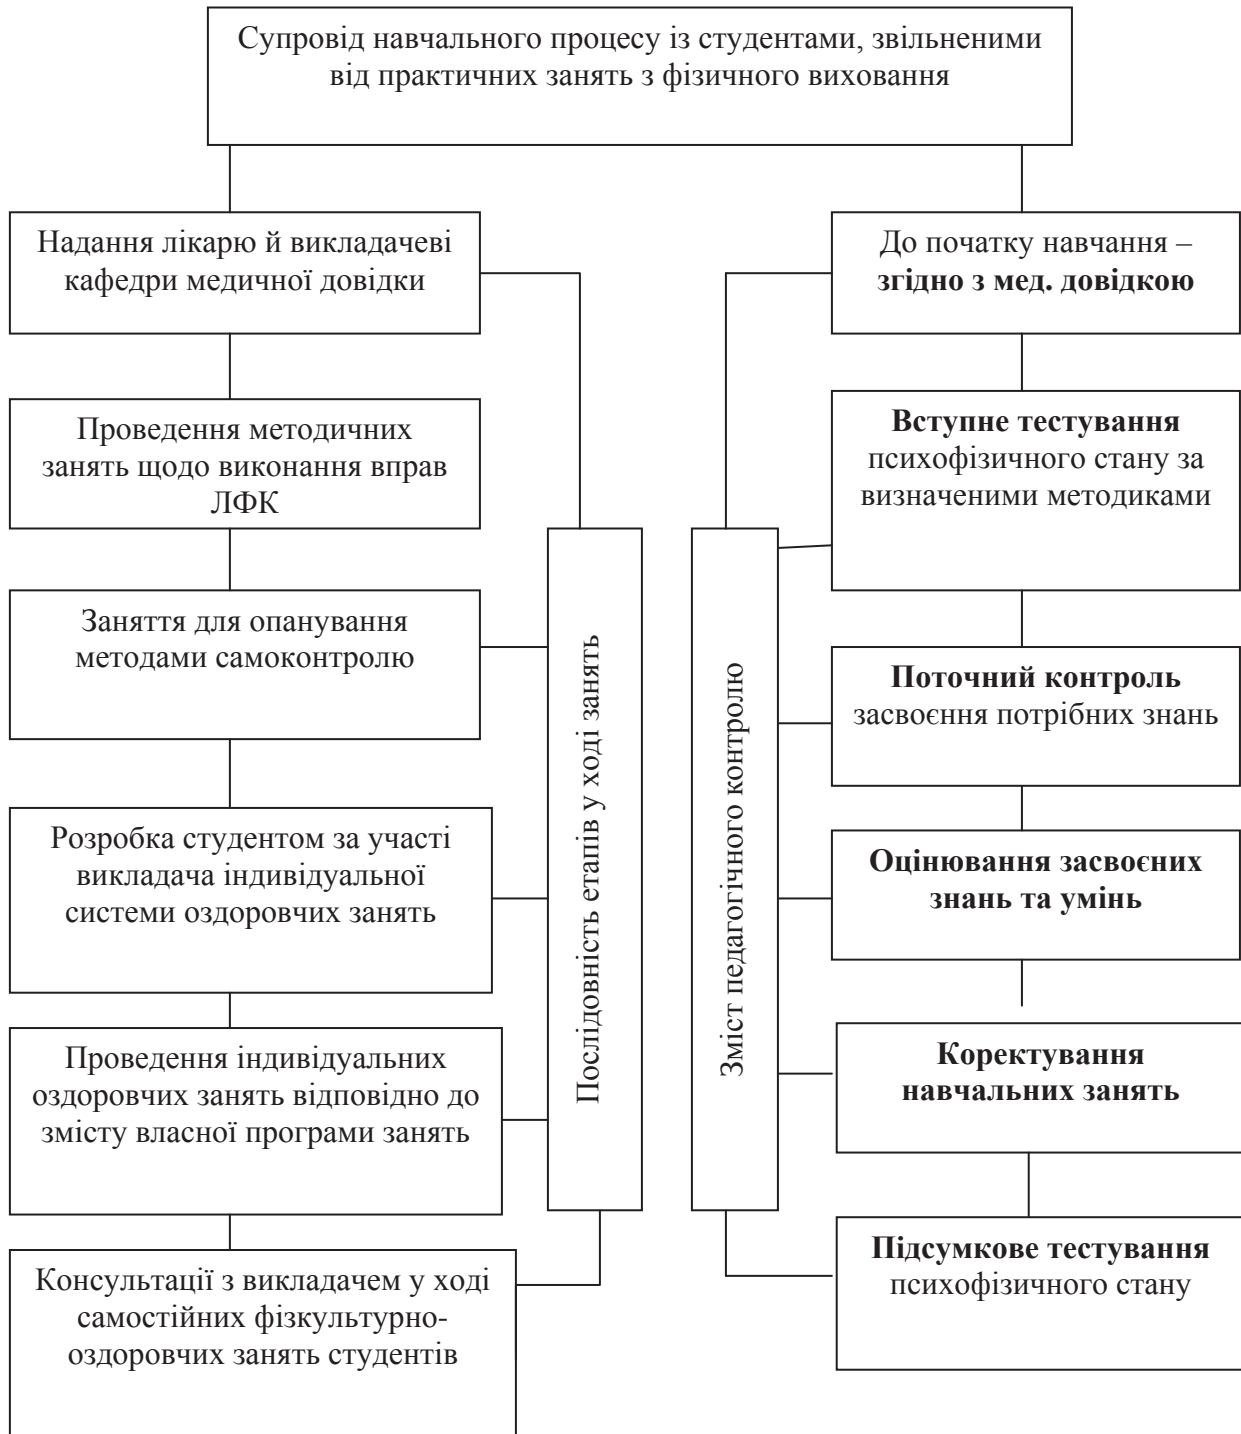 Супровід навчального процесу із студентами, звільненими
від практичних занять з фізичного виховання
Надання лікарю й викладачеві
кафедри медичної довідки
Проведення методичних
занять щодо виконання вправ
ЛФК
Заняття для опанування
методами самоконтролю
Розробка студентом за участі
викладача індивідуальної
системи оздоровчих занять
Проведення індивідуальних
оздоровчих занять відповідно до
змісту власної програми занять
Консультації з викладачем у ході
самостійних фізкультурно-
оздоровчих занять студентів
Послідовність етапів у ході занять
Зміст педагогічного контролю
До початку навчання –
згідно з мед. довідкою
Вступне тестування
психофізичного стану за
визначеними методиками
Поточний контроль
засвоєння потрібних знань
Оцінювання засвоєних
знань та умінь
Коректування
навчальних занять
Підсумкове тестування
психофізичного стану